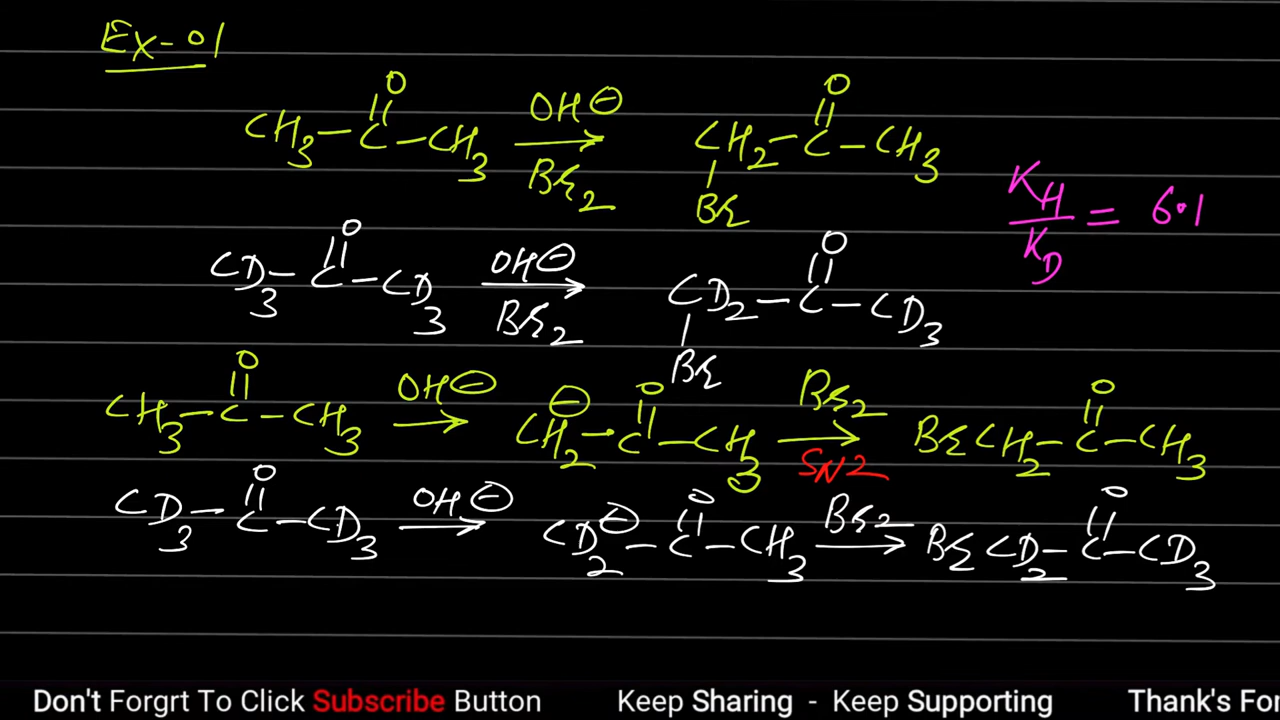 Ex-01
O O
CH3-C-CH3 OH⊖ Br2 → CH2-C-CH3
Br
KH/KD = 6.1
O O
CD3-C-CD3 OH⊖ Br2 → CD2-C-CD3
Br
O O O
CH3-C-CH3 OH⊖ → ⊖CH2-C-CH3 Br2 SN2 → BrCH2-C-CH3
O O O
CD3-C-CD3 OH⊖ → CD2⊖-C-CH3 Br2 → BrCD2-C-CD3
Don't Forgrt To Click Subscribe Button Keep Sharing - Keep Supporting Thank's For